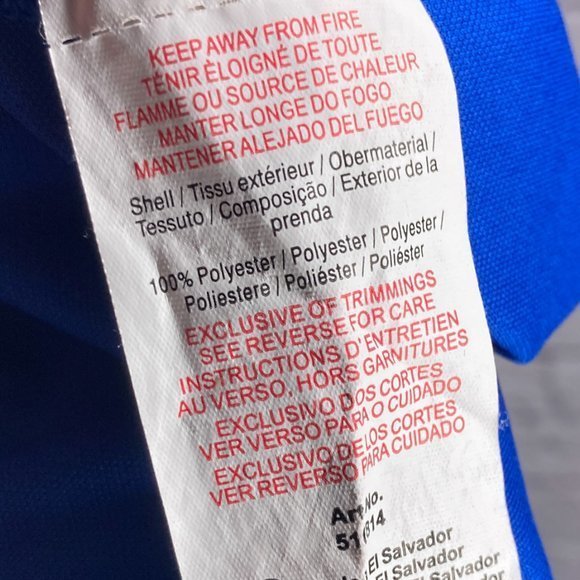 KEEP AWAY FROM FIRE
TÉNIR ÈLOIGNÉ DE TOUTE
FLAMME OU SOURCE DE CHALEUR
MANTER LONGE DO FOGO
MANTENER ALEJADO DEL FUEGO
Shell / Tissu extérieur / Obermaterial /
Tessuto / Composição / Exterior de la
prenda
100% Polyester / Polyester / Polyester /
Poliestere / Poliéster / Poliéster
EXCLUSIVE OF TRIMMINGS
SEE REVERSE FOR CARE
INSTRUCTIONS D'ENTRETIEN
AU VERSO, HORS GARNITURES
EXCLUSIVO DOS CORTES
VER VERSO PARA O CUIDADO
EXCLUSIVO DE LOS CORTES
VER REVERSO PARA CUIDADO
No.
El Salvador
El Salvador